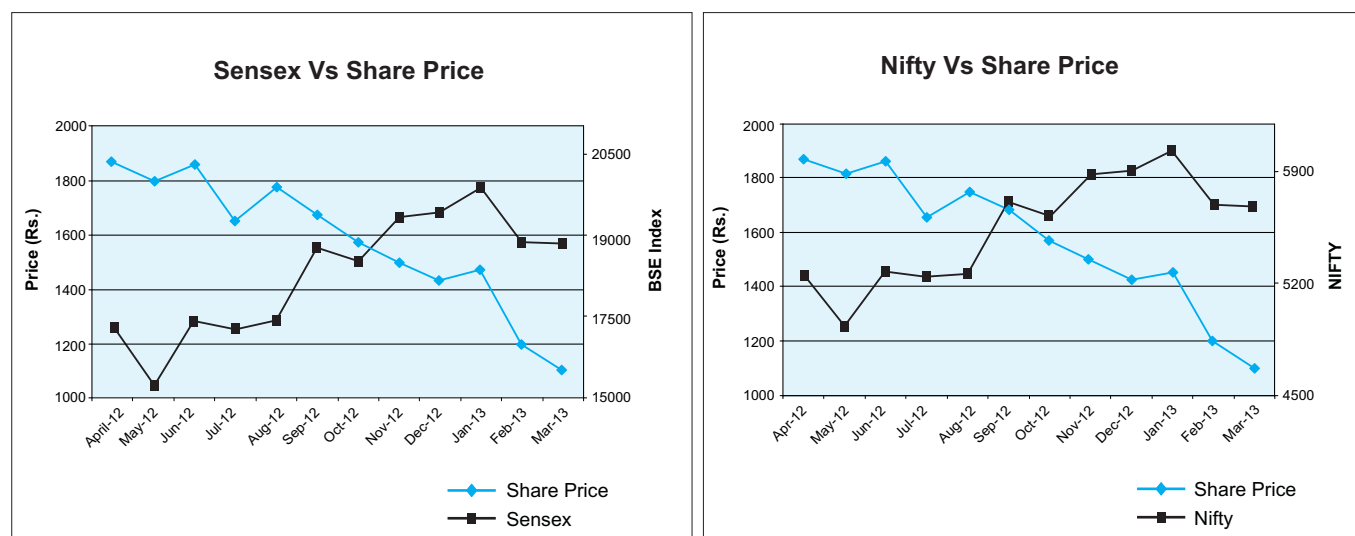 Sensex Vs Share Price
Price (Rs.)
2000
1800
1600
1400
1200
1000
20500
19000
17500
15000
BSE Index
April-12
May-12
Jun-12
Jul-12
Aug-12
Sep-12
Oct-12
Nov-12
Dec-12
Jan-13
Feb-13
Mar-13
Share Price
Sensex
Nifty Vs Share Price
Price (Rs.)
2000
1800
1600
1400
1200
1000
5900
5200
4500
NIFTY
Apr-12
May-12
Jun-12
Jul-12
Aug-12
Sep-12
Oct-12
Nov-12
Dec-12
Jan-13
Feb-13
Mar-13
Share Price
Nifty